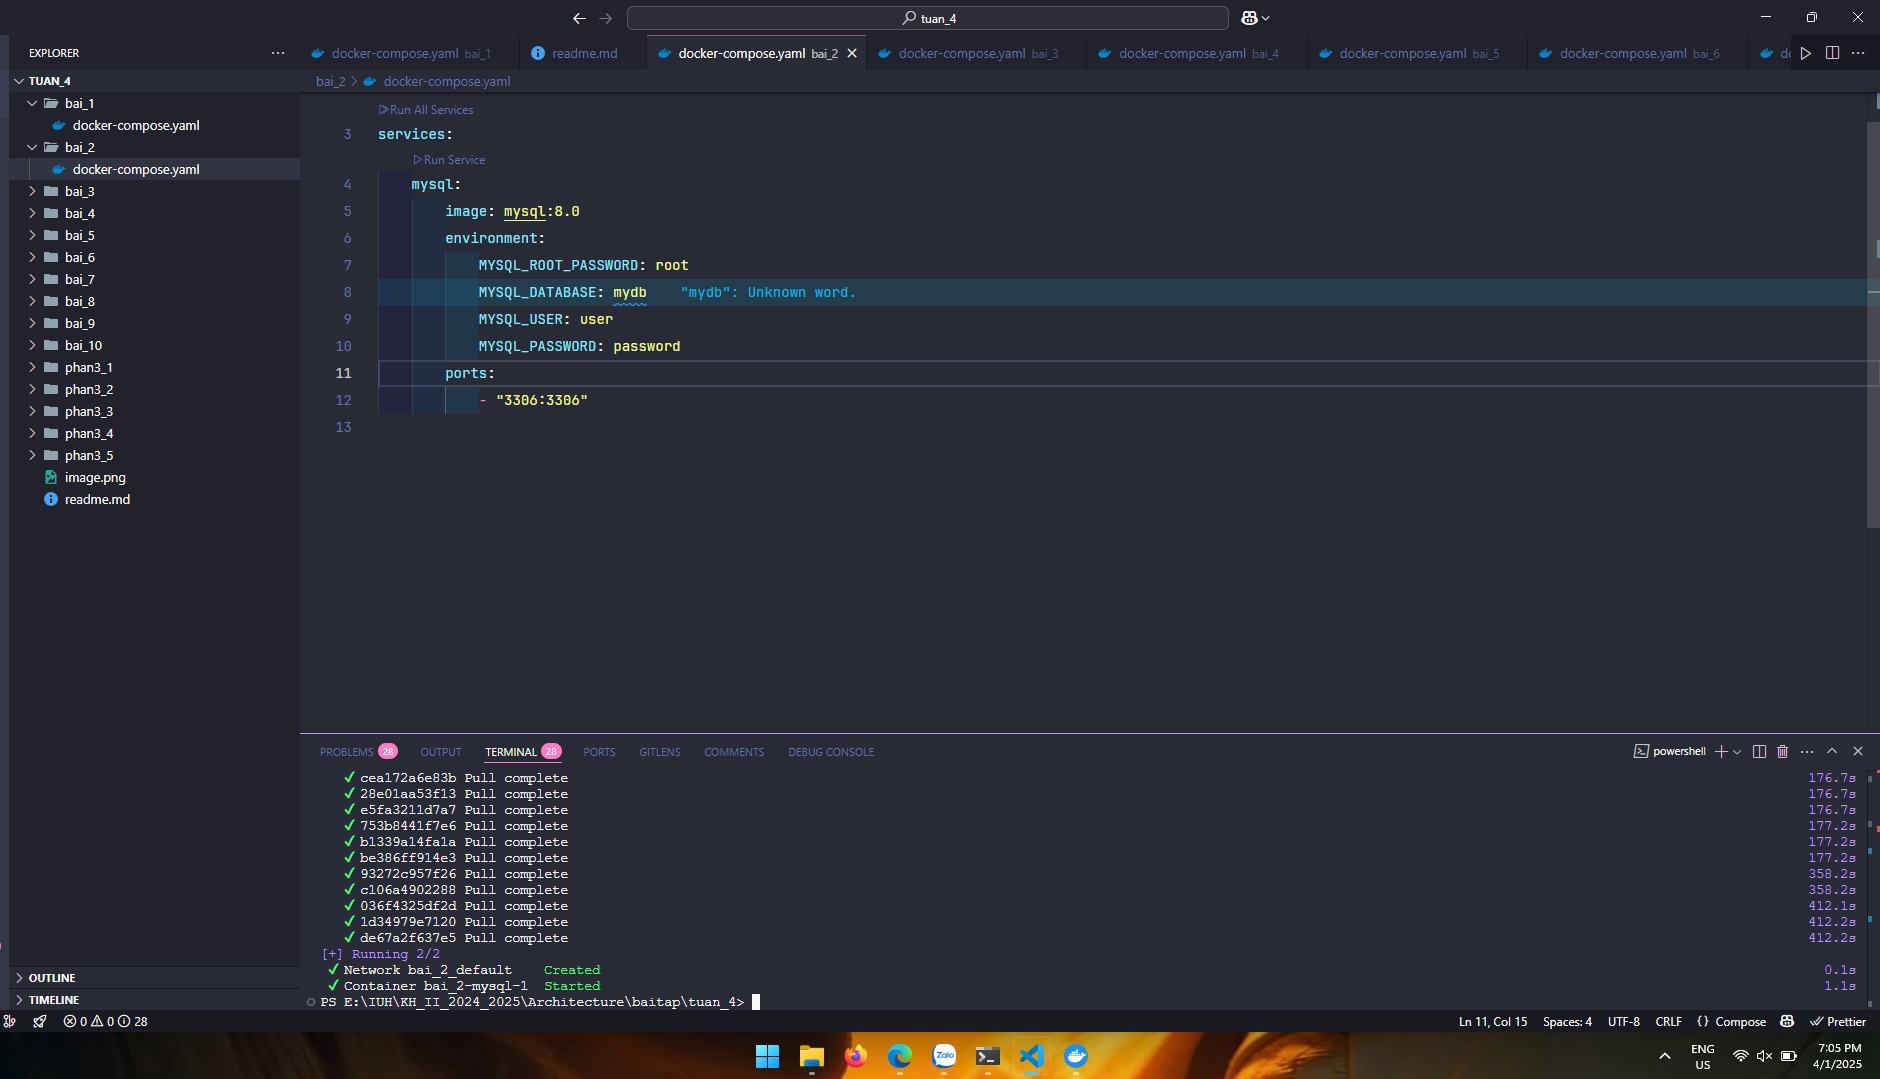 tuan_4
EXPLORER
docker-compose.yaml bai_1
readme.md
docker-compose.yaml bai_2
docker-compose.yaml bai_3
docker-compose.yaml bai_4
docker-compose.yaml bai_5
docker-compose.yaml bai_6
dc
TUAN_4
bai_1
docker-compose.yaml
bai_2
docker-compose.yaml
bai_3
bai_4
bai_5
bai_6
bai_7
bai_8
bai_9
bai_10
phan3_1
phan3_2
phan3_3
phan3_4
phan3_5
image.png
readme.md
OUTLINE
TIMELINE
bai_2 > docker-compose.yaml
Run All Services
3 services:
Run Service
4 mysql:
5 image: mysql:8.0
6 environment:
7 MYSQL_ROOT_PASSWORD: root
8 MYSQL_DATABASE: mydb "mydb": Unknown word.
9 MYSQL_USER: user
10 MYSQL_PASSWORD: password
11 ports:
12 - "3306:3306"
13
PROBLEMS 28 OUTPUT TERMINAL 28 PORTS GITLENS COMMENTS DEBUG CONSOLE
powershell
✓ cea172a6e83b Pull complete 176.7s
✓ 28e01aa53f13 Pull complete 176.7s
✓ e5fa3211d7a7 Pull complete 176.7s
✓ 753b8441f7e6 Pull complete 177.2s
✓ b1339a14fa1a Pull complete 177.2s
✓ be386ff914e3 Pull complete 177.2s
✓ 93272c957f26 Pull complete 358.2s
✓ c106a4902288 Pull complete 358.2s
✓ 036f4325df2d Pull complete 412.1s
✓ 1d34979e7120 Pull complete 412.2s
✓ de67a2f637e5 Pull complete 412.2s
[+] Running 2/2
✓ Network bai_2_default Created 0.1s
✓ Container bai_2-mysql-1 Started 1.1s
PS E:\IUH\KH_II_2024_2025\Architecture\baitap\tuan_4>
0 0 28
Ln 11, Col 15 Spaces: 4 UTF-8 CRLF {} Compose Prettier
Zalo
ENG
US
7:05 PM
4/1/2025